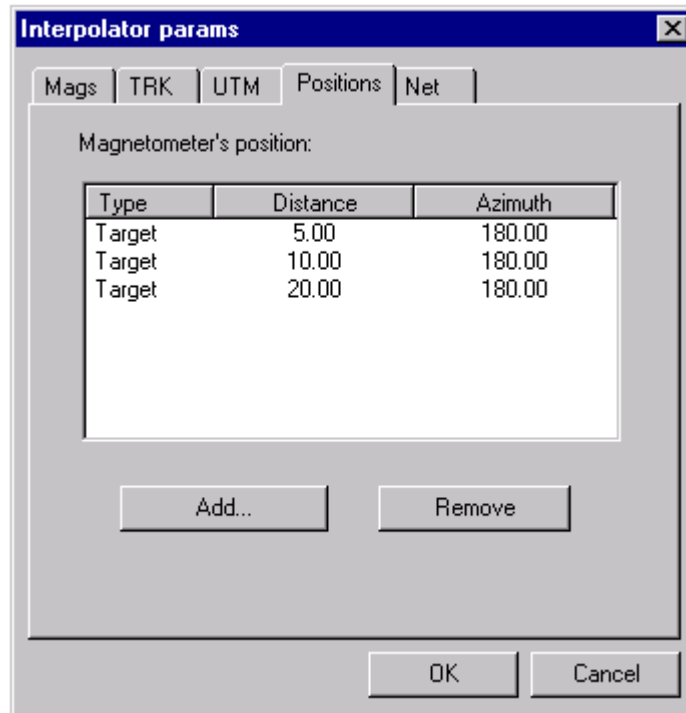 Interpolator params
Mags TRK UTM Positions Net
Magnetometer's position:
Type Distance Azimuth
Target 5.00 180.00
Target 10.00 180.00
Target 20.00 180.00
Add... Remove
OK Cancel